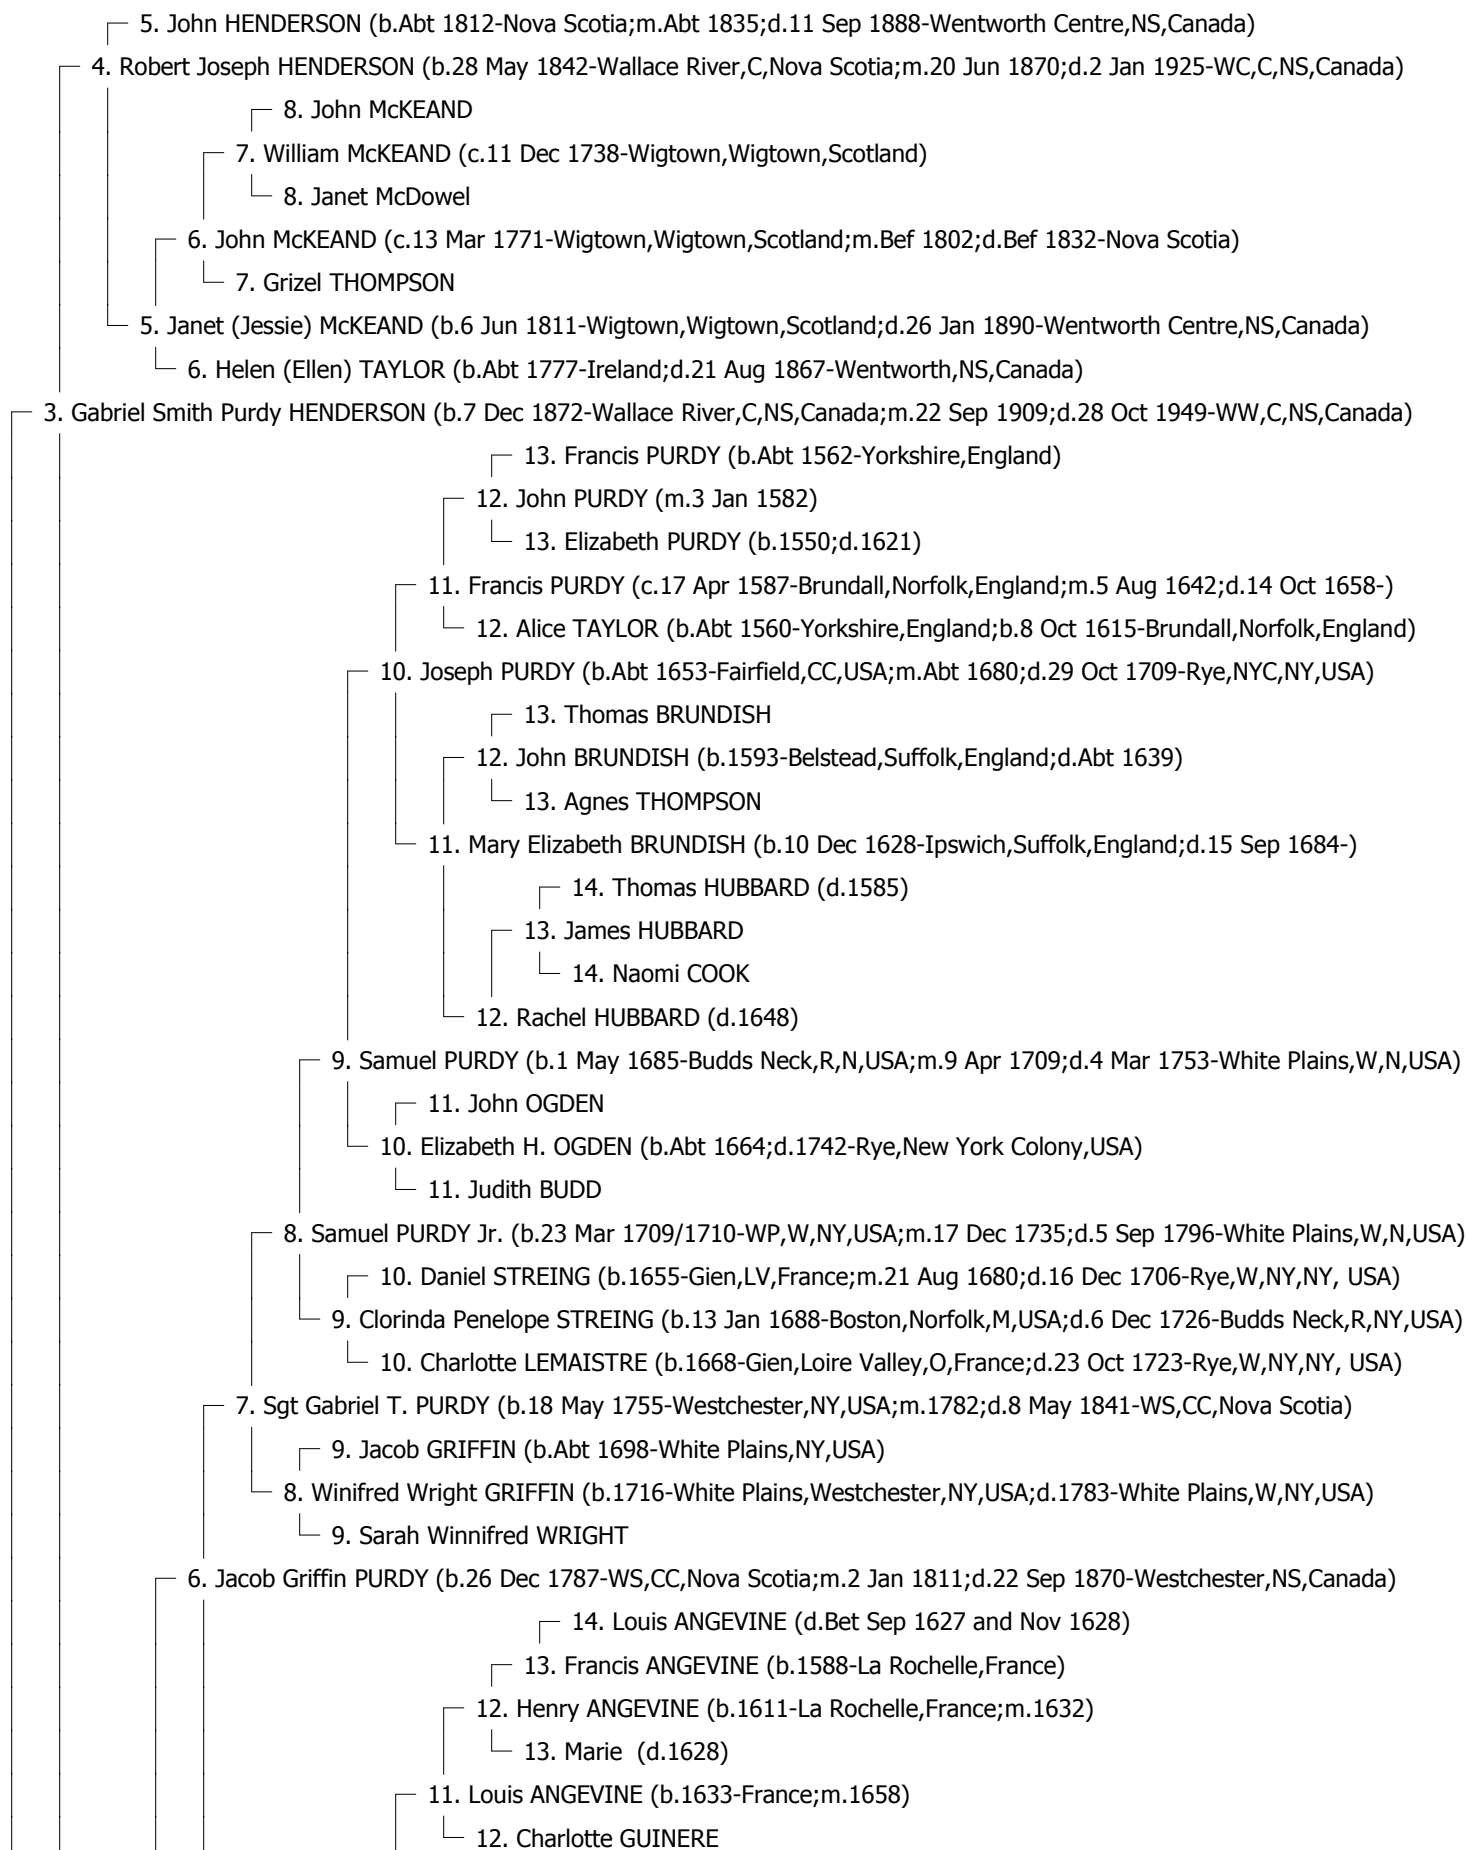 5. John HENDERSON (b.Abt 1812-Nova Scotia;m.Abt 1835;d.11 Sep 1888-Wentworth Centre,NS,Canada)
4. Robert Joseph HENDERSON (b.28 May 1842-Wallace River,C,Nova Scotia;m.20 Jun 1870;d.2 Jan 1925-WC,C,NS,Canada)
8. John McKEAND
7. William McKEAND (c.11 Dec 1738-Wigtown,Wigtown,Scotland)
8. Janet McDowel
6. John McKEAND (c.13 Mar 1771-Wigtown,Wigtown,Scotland;m.Bef 1802;d.Bef 1832-Nova Scotia)
7. Grizel THOMPSON
5. Janet (Jessie) McKEAND (b.6 Jun 1811-Wigtown,Wigtown,Scotland;d.26 Jan 1890-Wentworth Centre,NS,Canada)
6. Helen (Ellen) TAYLOR (b.Abt 1777-Ireland;d.21 Aug 1867-Wentworth,NS,Canada)
3. Gabriel Smith Purdy HENDERSON (b.7 Dec 1872-Wallace River,C,NS,Canada;m.22 Sep 1909;d.28 Oct 1949-WW,C,NS,Canada)
13. Francis PURDY (b.Abt 1562-Yorkshire,England)
12. John PURDY (m.3 Jan 1582)
13. Elizabeth PURDY (b.1550;d.1621)
11. Francis PURDY (c.17 Apr 1587-Brundall,Norfolk,England;m.5 Aug 1642;d.14 Oct 1658-)
12. Alice TAYLOR (b.Abt 1560-Yorkshire,England;b.8 Oct 1615-Brundall,Norfolk,England)
10. Joseph PURDY (b.Abt 1653-Fairfield,CC,USA;m.Abt 1680;d.29 Oct 1709-Rye,NYC,NY,USA)
13. Thomas BRUNDISH
12. John BRUNDISH (b.1593-Belstead,Suffolk,England;d.Abt 1639)
13. Agnes THOMPSON
11. Mary Elizabeth BRUNDISH (b.10 Dec 1628-Ipswich,Suffolk,England;d.15 Sep 1684-)
14. Thomas HUBBARD (d.1585)
13. James HUBBARD
14. Naomi COOK
12. Rachel HUBBARD (d.1648)
9. Samuel PURDY (b.1 May 1685-Budds Neck,R,N,USA;m.9 Apr 1709;d.4 Mar 1753-White Plains,W,N,USA)
11. John OGDEN
10. Elizabeth H. OGDEN (b.Abt 1664;d.1742-Rye,New York Colony,USA)
11. Judith BUDD
8. Samuel PURDY Jr. (b.23 Mar 1709/1710-WP,W,NY,USA;m.17 Dec 1735;d.5 Sep 1796-White Plains,W,N,USA)
10. Daniel STREING (b.1655-Gien,LV,France;m.21 Aug 1680;d.16 Dec 1706-Rye,W,NY,NY, USA)
9. Clorinda Penelope STREING (b.13 Jan 1688-Boston,Norfolk,M,USA;d.6 Dec 1726-Budds Neck,R,NY,USA)
10. Charlotte LEMAISTRE (b.1668-Gien,Loire Valley,O,France;d.23 Oct 1723-Rye,W,NY,NY, USA)
7. Sgt Gabriel T. PURDY (b.18 May 1755-Westchester,NY,USA;m.1782;d.8 May 1841-WS,CC,Nova Scotia)
9. Jacob GRIFFIN (b.Abt 1698-White Plains,NY,USA)
8. Winifred Wright GRIFFIN (b.1716-White Plains,Westchester,NY,USA;d.1783-White Plains,W,NY,USA)
9. Sarah Winnifred WRIGHT
6. Jacob Griffin PURDY (b.26 Dec 1787-WS,CC,Nova Scotia;m.2 Jan 1811;d.22 Sep 1870-Westchester,NS,Canada)
14. Louis ANGEVINE (d.Bet Sep 1627 and Nov 1628)
13. Francis ANGEVINE (b.1588-La Rochelle,France)
12. Henry ANGEVINE (b.1611-La Rochelle,France;m.1632)
13. Marie  (d.1628)
11. Louis ANGEVINE (b.1633-France;m.1658)
12. Charlotte GUINERE